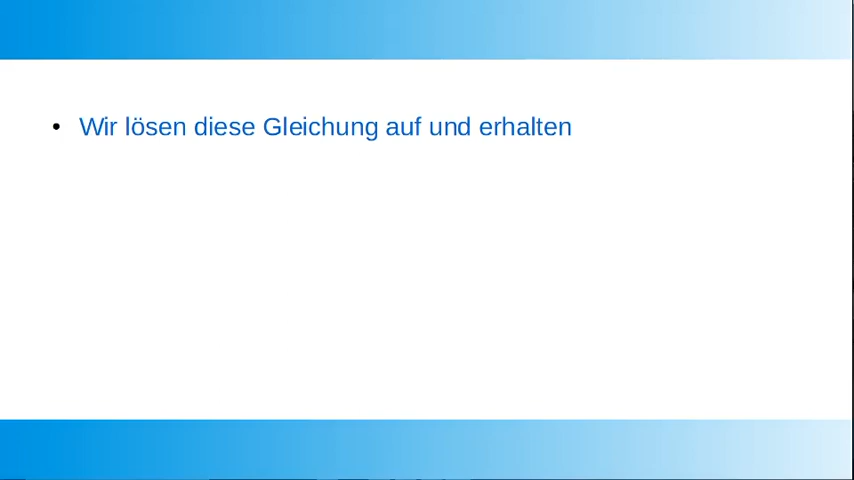 • Wir lösen diese Gleichung auf und erhalten